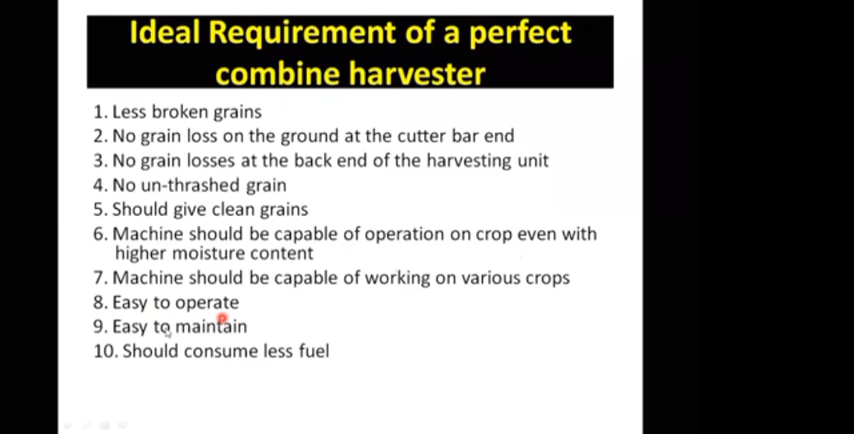 Ideal Requirement of a perfect
combine harvester
1. Less broken grains
2. No grain loss on the ground at the cutter bar end
3. No grain losses at the back end of the harvesting unit
4. No un-thrashed grain
5. Should give clean grains
6. Machine should be capable of operation on crop even with
higher moisture content
7. Machine should be capable of working on various crops
8. Easy to operate
9. Easy to maintain
10. Should consume less fuel